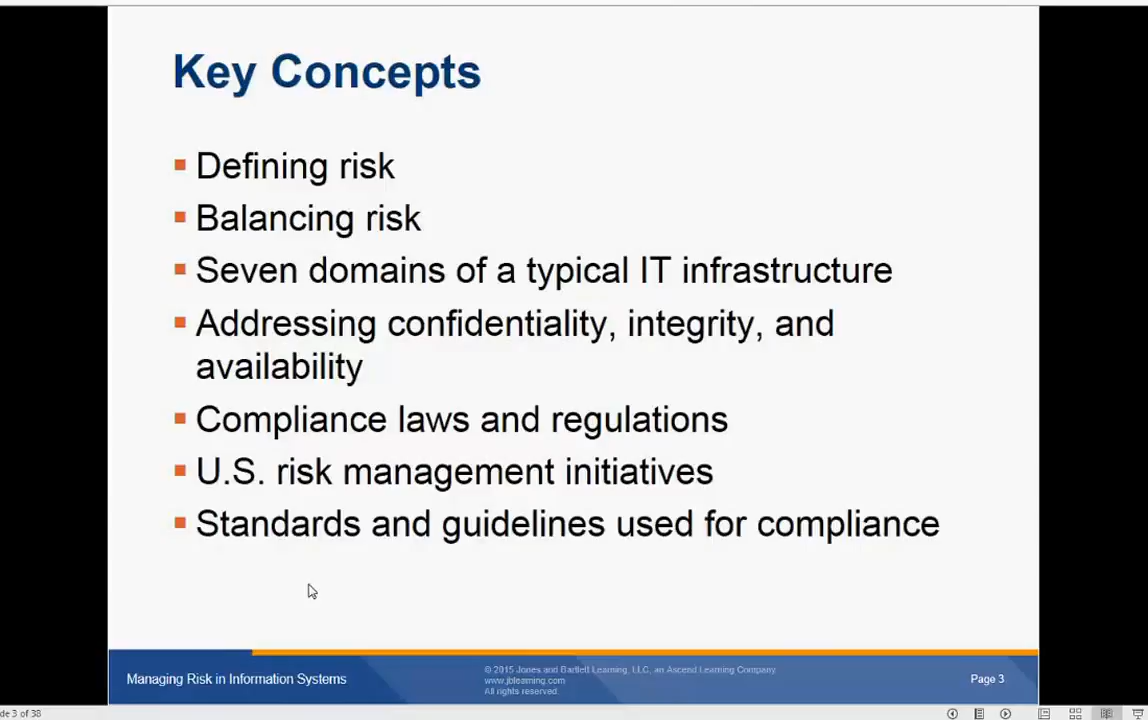 Key Concepts
Defining risk
Balancing risk
Seven domains of a typical IT infrastructure
Addressing confidentiality, integrity, and
availability
Compliance laws and regulations
U.S. risk management initiatives
Standards and guidelines used for compliance
Managing Risk in Information Systems
© 2015 Jones and Bartlett Learning, LLC, an Ascend Learning Company
www.jblearning.com
All rights reserved.
Page 3
de 3 of 38